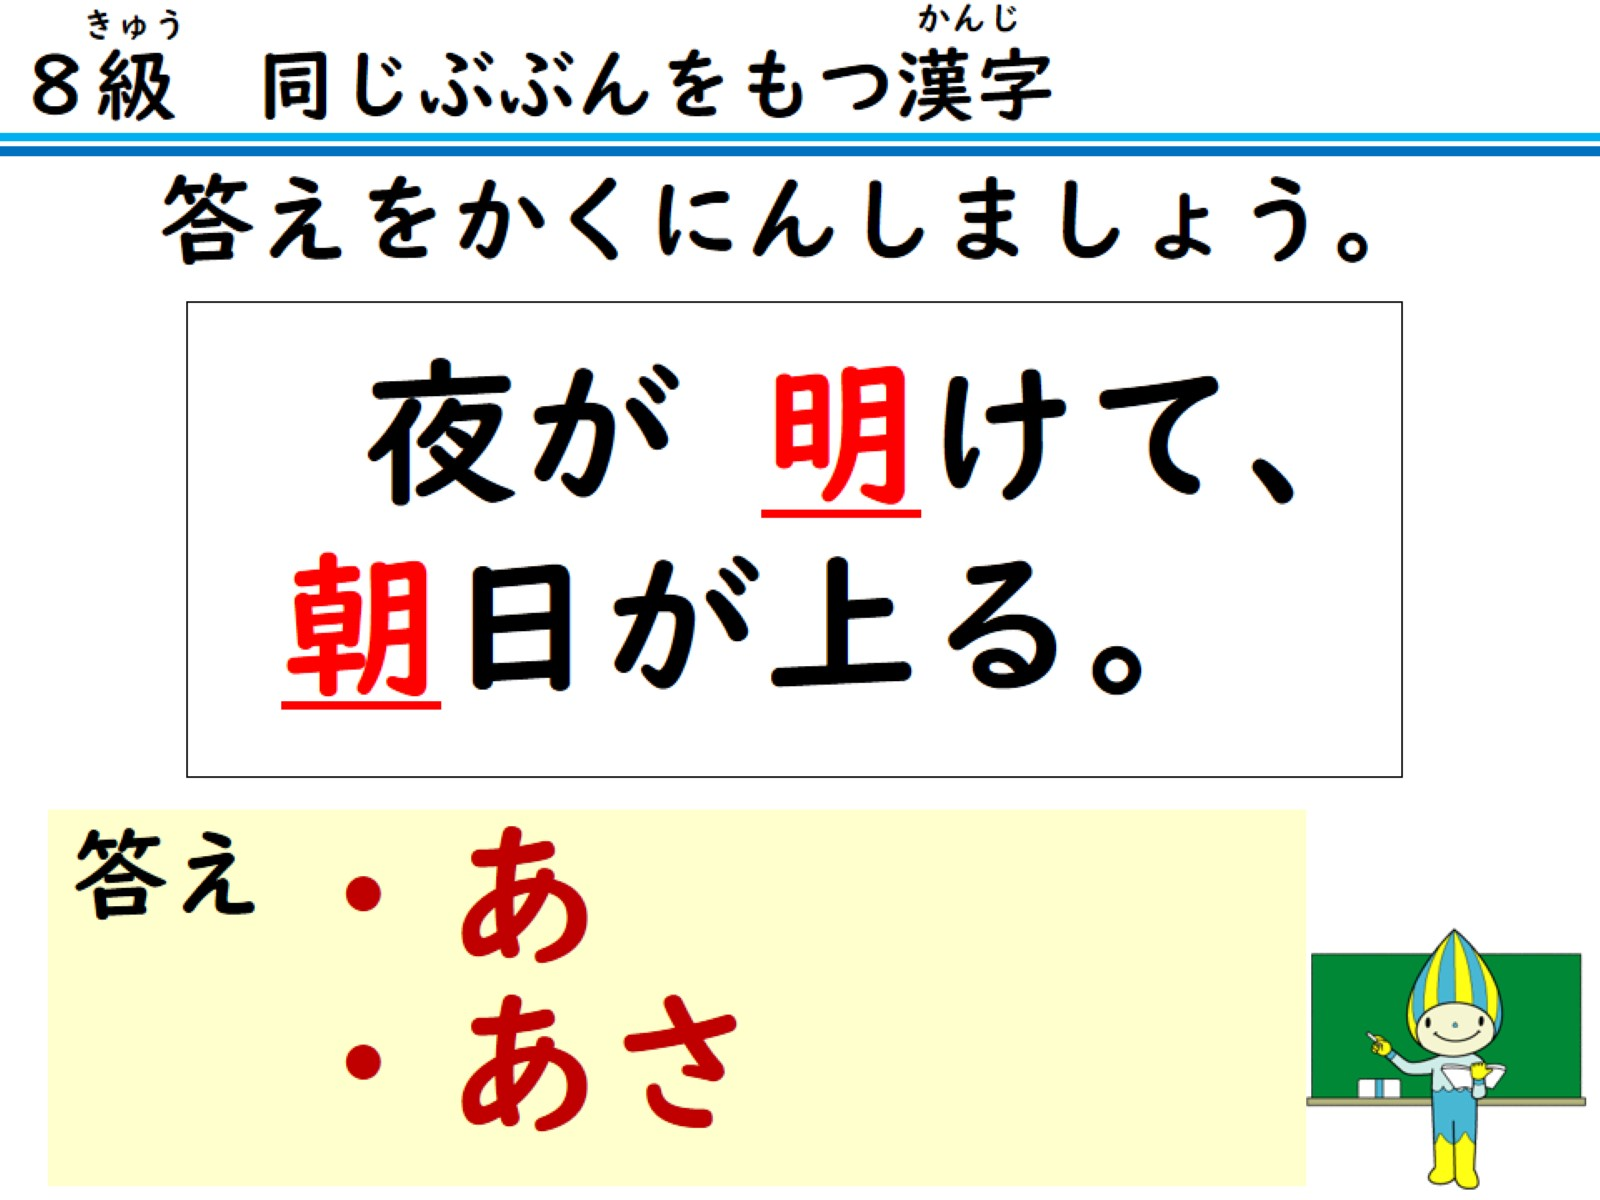 きゅう かんじ
８級 同じぶぶんをもつ漢字
答えをかくにんしましょう。
夜が 明けて、
朝日が上る。
答え ・あ
・あさ